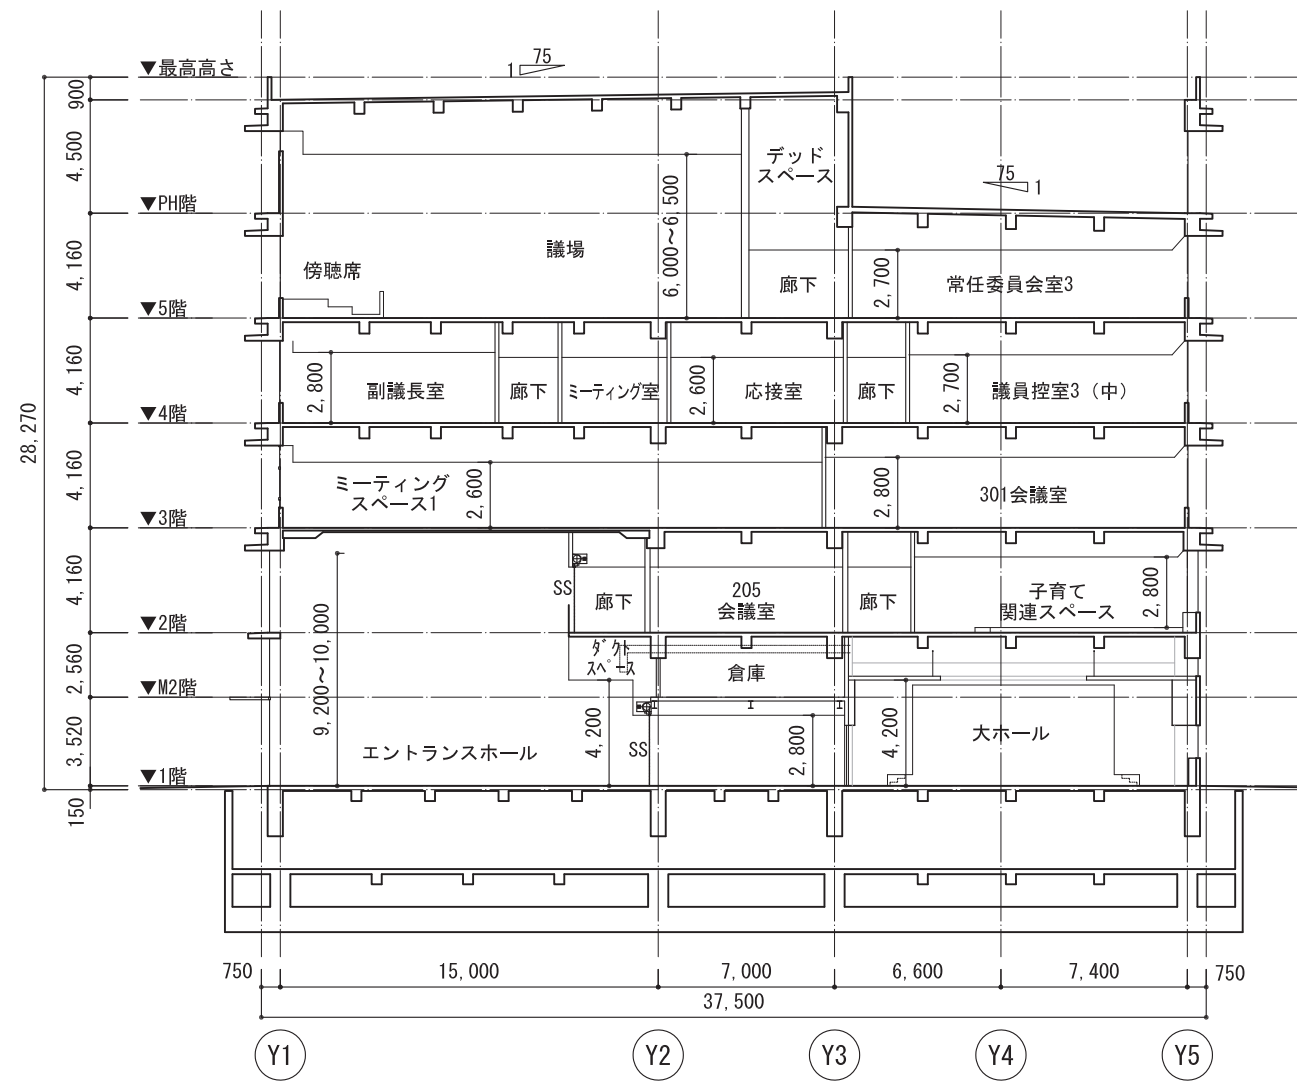 ▼最高高さ
1
75
900
4,500
デッド
スペース
75
1
▼PH階
6,000〜6,500
4,160
議場
傍聴席
廊下
2,700
常任委員会室3
▼5階
4,160
2,800
副議長室
廊下
ミーティング室
2,600
応接室
廊下
2,700
議員控室3（中）
28,270
▼4階
4,160
ミーティング
スペース1
2,600
2,800
301会議室
▼3階
4,160
SS
廊下
205
会議室
廊下
子育て
関連スペース
2,800
▼2階
9,200〜10,000
2,560
ダクト
スペース
倉庫
▼M2階
3,520
エントランスホール
4,200
SS
2,800
4,200
大ホール
▼1階
150
750
15,000
7,000
6,600
7,400
750
37,500
Y1
Y2
Y3
Y4
Y5